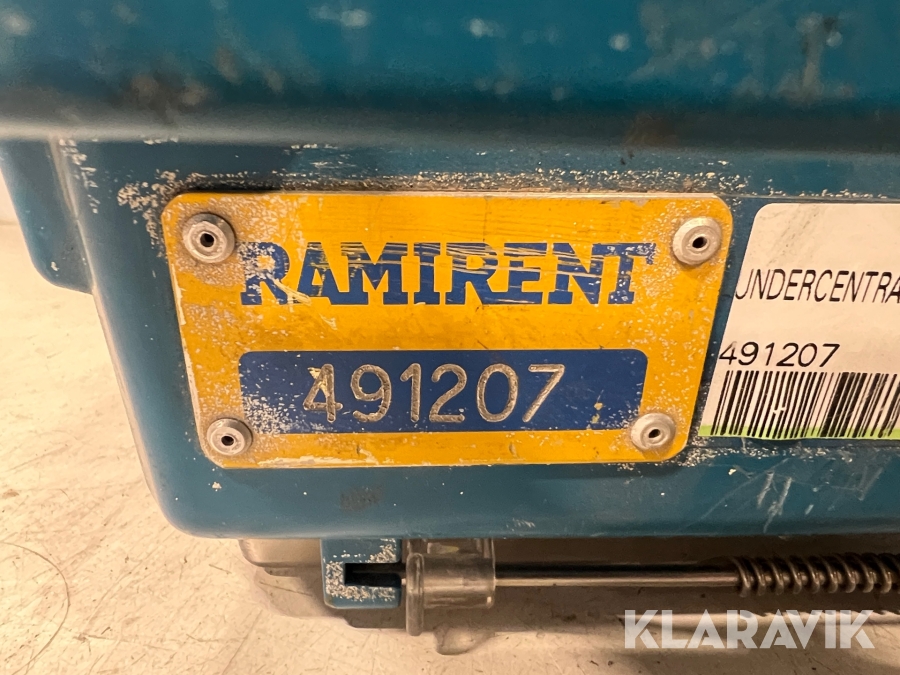 RAMIRENT
491207
UNDERCENTRA
491207
KLARAVIK